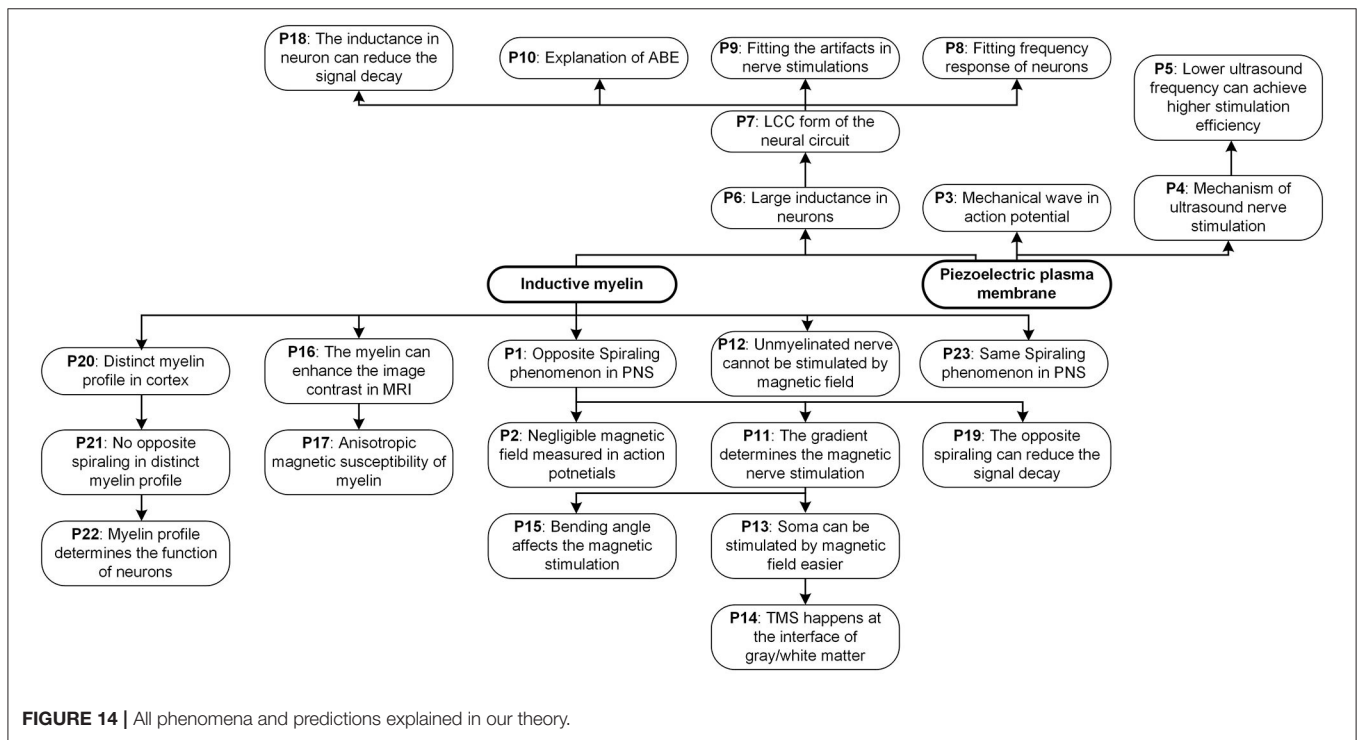 P18: The inductance in
neuron can reduce the
signal decay
P10: Explanation of ABE
P9: Fitting the artifacts in
nerve stimulations
P8: Fitting frequency
response of neurons
P5: Lower ultrasound
frequency can achieve
higher stimulation
efficiency
P7: LCC form of the
neural circuit
P6: Large inductance in
neurons
P3: Mechanical wave in
action potential
P4: Mechanism of
ultrasound nerve
stimulation
Inductive myelin
Piezoelectric plasma
membrane
P20: Distinct myelin
profile in cortex
P16: The myelin can
enhance the image
contrast in MRI
P1: Opposite Spiraling
phenomenon in PNS
P12: Unmyelinated nerve
cannot be stimulated by
magnetic field
P23: Same Spiraling
phenomenon in PNS
P21: No opposite
spiraling in distinct
myelin profile
P17: Anisotropic
magnetic susceptibility of
myelin
P2: Negligible magnetic
field measured in action
potnetials
P11: The gradient
determines the magnetic
nerve stimulation
P19: The opposite
spiraling can reduce the
signal decay
P22: Myelin profile
determines the function
of neurons
P15: Bending angle
affects the magnetic
stimulation
P13: Soma can be
stimulated by magnetic
field easier
P14: TMS happens at
the interface of
gray/white matter
FIGURE 14 | All phenomena and predictions explained in our theory.